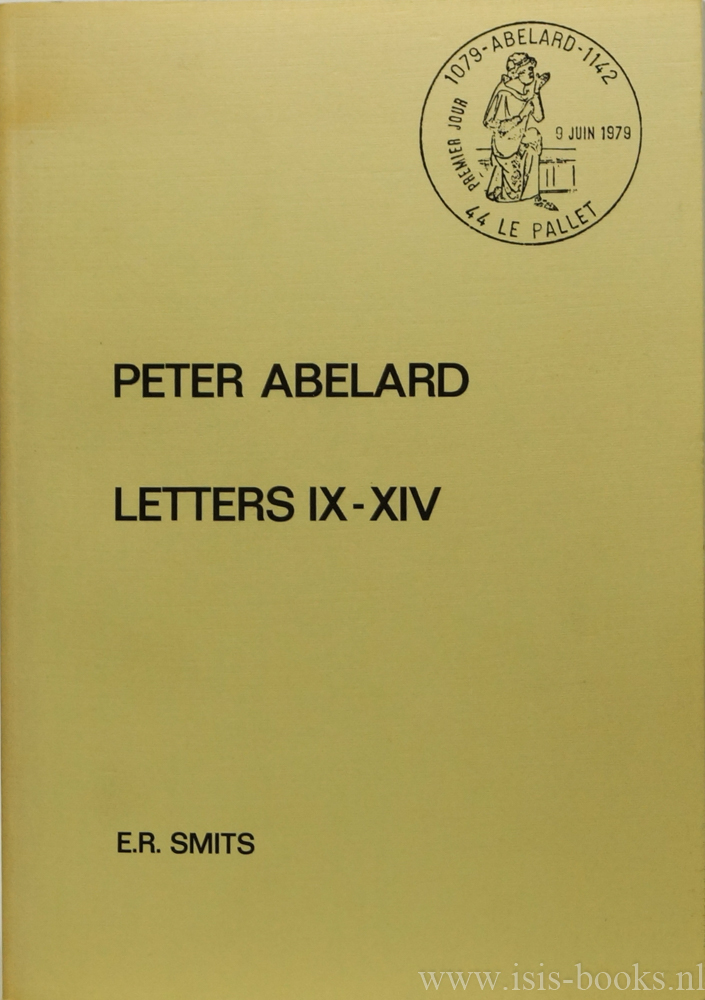 1079-ABELARD-1142
PREMIER JOUR
9 JUIN 1979
44 LE PALLET
PETER ABELARD
LETTERS IX-XIV
E.R. SMITS
www.isis-books.nl